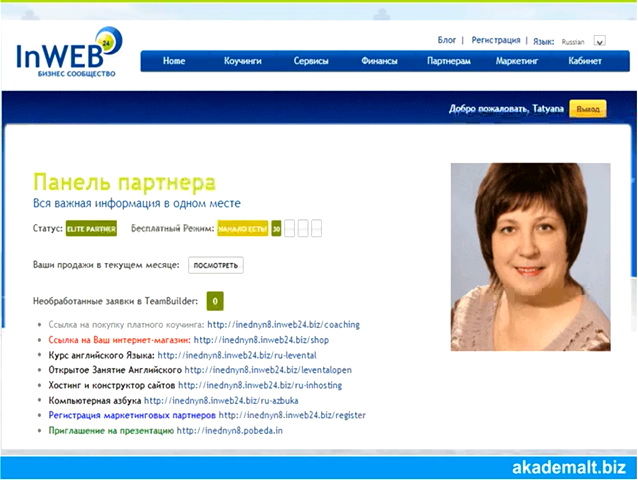 Блог | Регистрация | Язык: Russian
InWEB 24
БИЗНЕС СООБЩЕСТВО
Home Коучинги Сервисы Финансы Партнерам Маркетинг Кабинет
Добро пожаловать, Tatyana Выход
Панель партнера
Вся важная информация в одном месте
Статус: ELITE PARTNER Бесплатный Режим: НАЧАЛО ЕСТЬ! 30
Ваши продажи в текущем месяце: ПОСМОТРЕТЬ
Необработанные заявки в TeamBuilder: 0
Ссылка на покупку платного коучинга: http://inednyn8.inweb24.biz/coaching
Ссылка на Ваш интернет-магазин: http://inednyn8.inweb24.biz/shop
Курс английского Языка: http://inednyn8.inweb24.biz/ru-levental
Открытое Занятие Английского http://inednyn8.inweb24.biz/leventalopen
Хостинг и конструктор сайтов http://inednyn8.inweb24.biz/ru-inhosting
Компьютерная азбука http://inednyn8.inweb24.biz/ru-azbuka
Регистрация маркетинговых партнеров http://inednyn8.inweb24.biz/register
Приглашение на презентацию http://inednyn8.pobeda.in
akademalt.biz